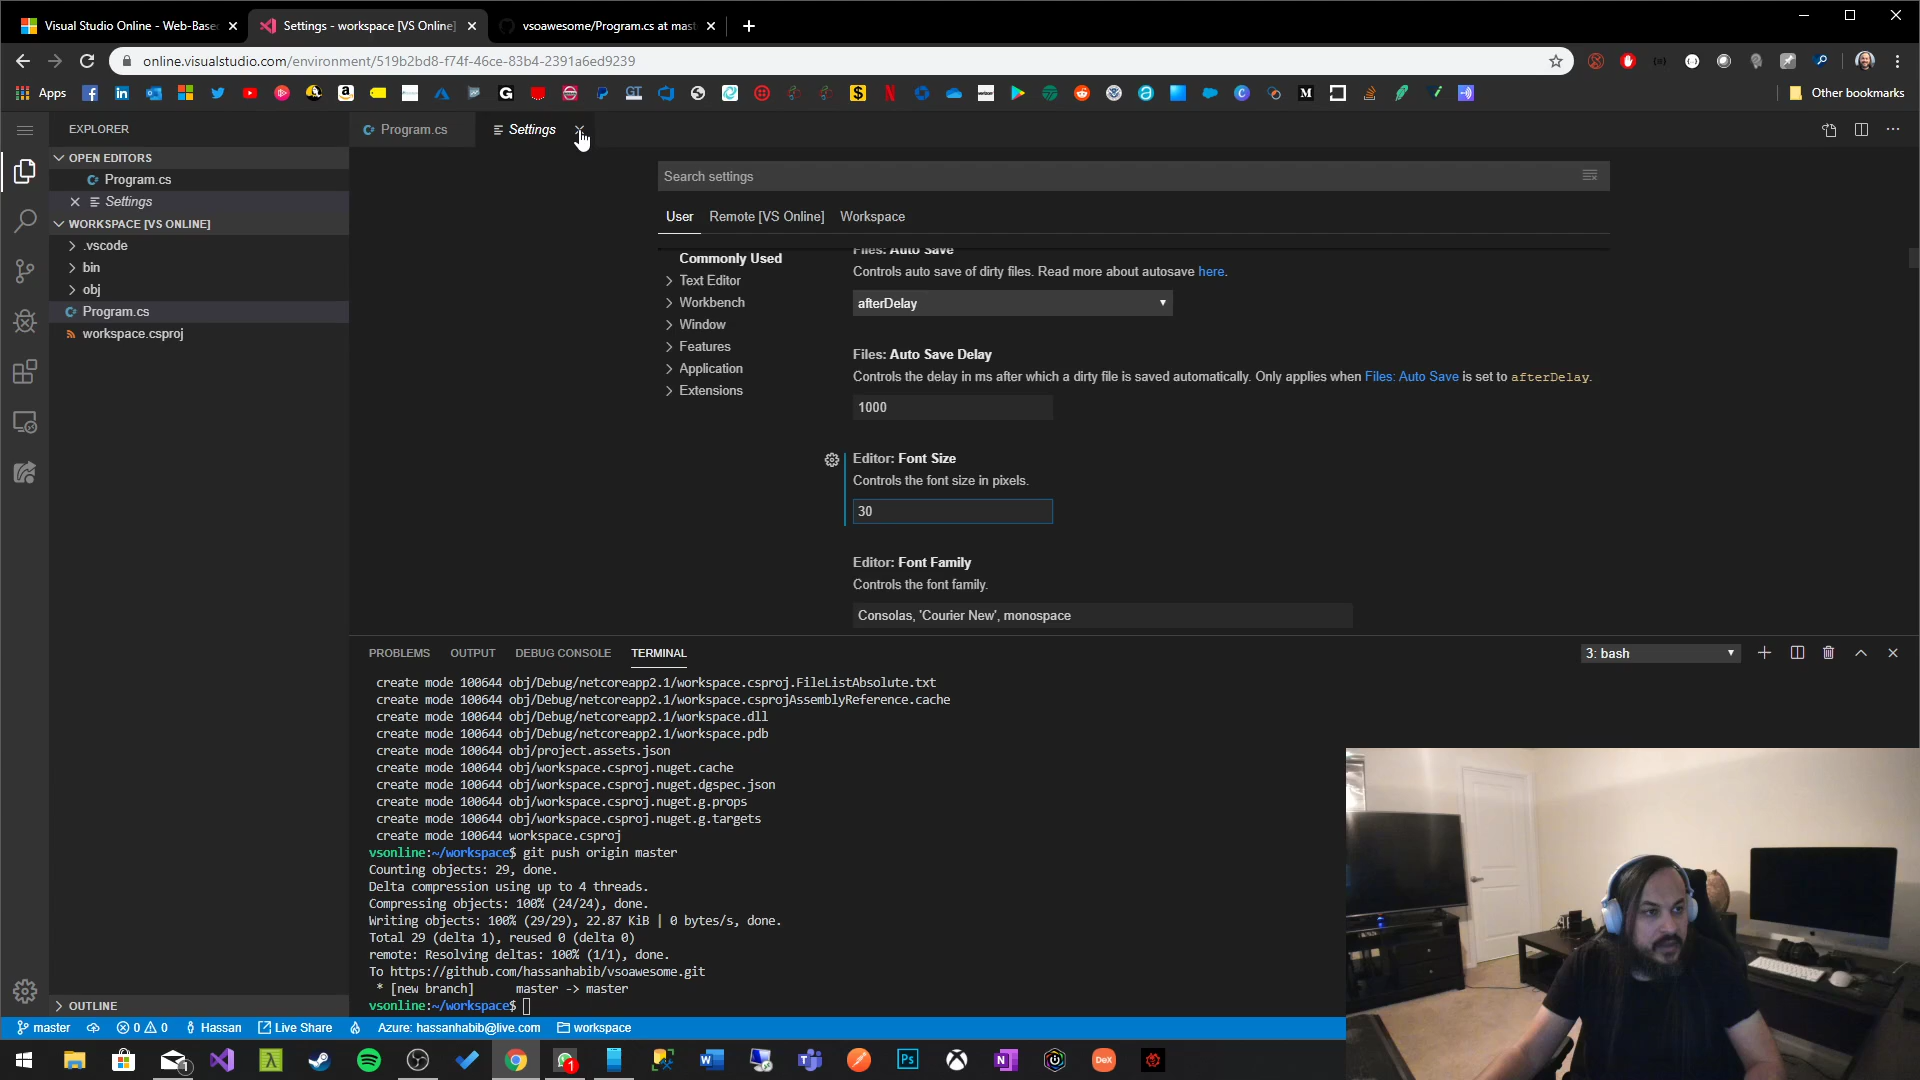 Visual Studio Online - Web-Base
Settings - workspace [VS Online]
vsoawesome/Program.cs at mast
online.visualstudio.com/environment/519b2bd8-f74f-46ce-83b4-2391a6ed9239
Apps
Other bookmarks
EXPLORER
OPEN EDITORS
Program.cs
Settings
WORKSPACE [VS ONLINE]
.vscode
bin
obj
Program.cs
workspace.csproj
OUTLINE
Program.cs
Settings
Search settings
User
Remote [VS Online]
Workspace
Commonly Used
Text Editor
Workbench
Window
Features
Application
Extensions
Files: Auto Save
Controls auto save of dirty files. Read more about autosave here.
afterDelay
Files: Auto Save Delay
Controls the delay in ms after which a dirty file is saved automatically. Only applies when Files: Auto Save is set to afterDelay.
1000
Editor: Font Size
Controls the font size in pixels.
30
Editor: Font Family
Controls the font family.
Consolas, 'Courier New', monospace
PROBLEMS
OUTPUT
DEBUG CONSOLE
TERMINAL
3: bash
create mode 100644 obj/Debug/netcoreapp2.1/workspace.csproj.FileListAbsolute.txt
create mode 100644 obj/Debug/netcoreapp2.1/workspace.csprojAssemblyReference.cache
create mode 100644 obj/Debug/netcoreapp2.1/workspace.dll
create mode 100644 obj/Debug/netcoreapp2.1/workspace.pdb
create mode 100644 obj/project.assets.json
create mode 100644 obj/workspace.csproj.nuget.cache
create mode 100644 obj/workspace.csproj.nuget.dgspec.json
create mode 100644 obj/workspace.csproj.nuget.g.props
create mode 100644 obj/workspace.csproj.nuget.g.targets
create mode 100644 workspace.csproj
vsonline:~/workspace$ git push origin master
Counting objects: 29, done.
Delta compression using up to 4 threads.
Compressing objects: 100% (24/24), done.
Writing objects: 100% (29/29), 22.87 KiB | 0 bytes/s, done.
Total 29 (delta 1), reused 0 (delta 0)
remote: Resolving deltas: 100% (1/1), done.
To https://github.com/hassanhabib/vsoawesome.git
* [new branch] master -> master
vsonline:~/workspace$
master
0
0
Hassan
Live Share
Azure: hassanhabib@live.com
workspace